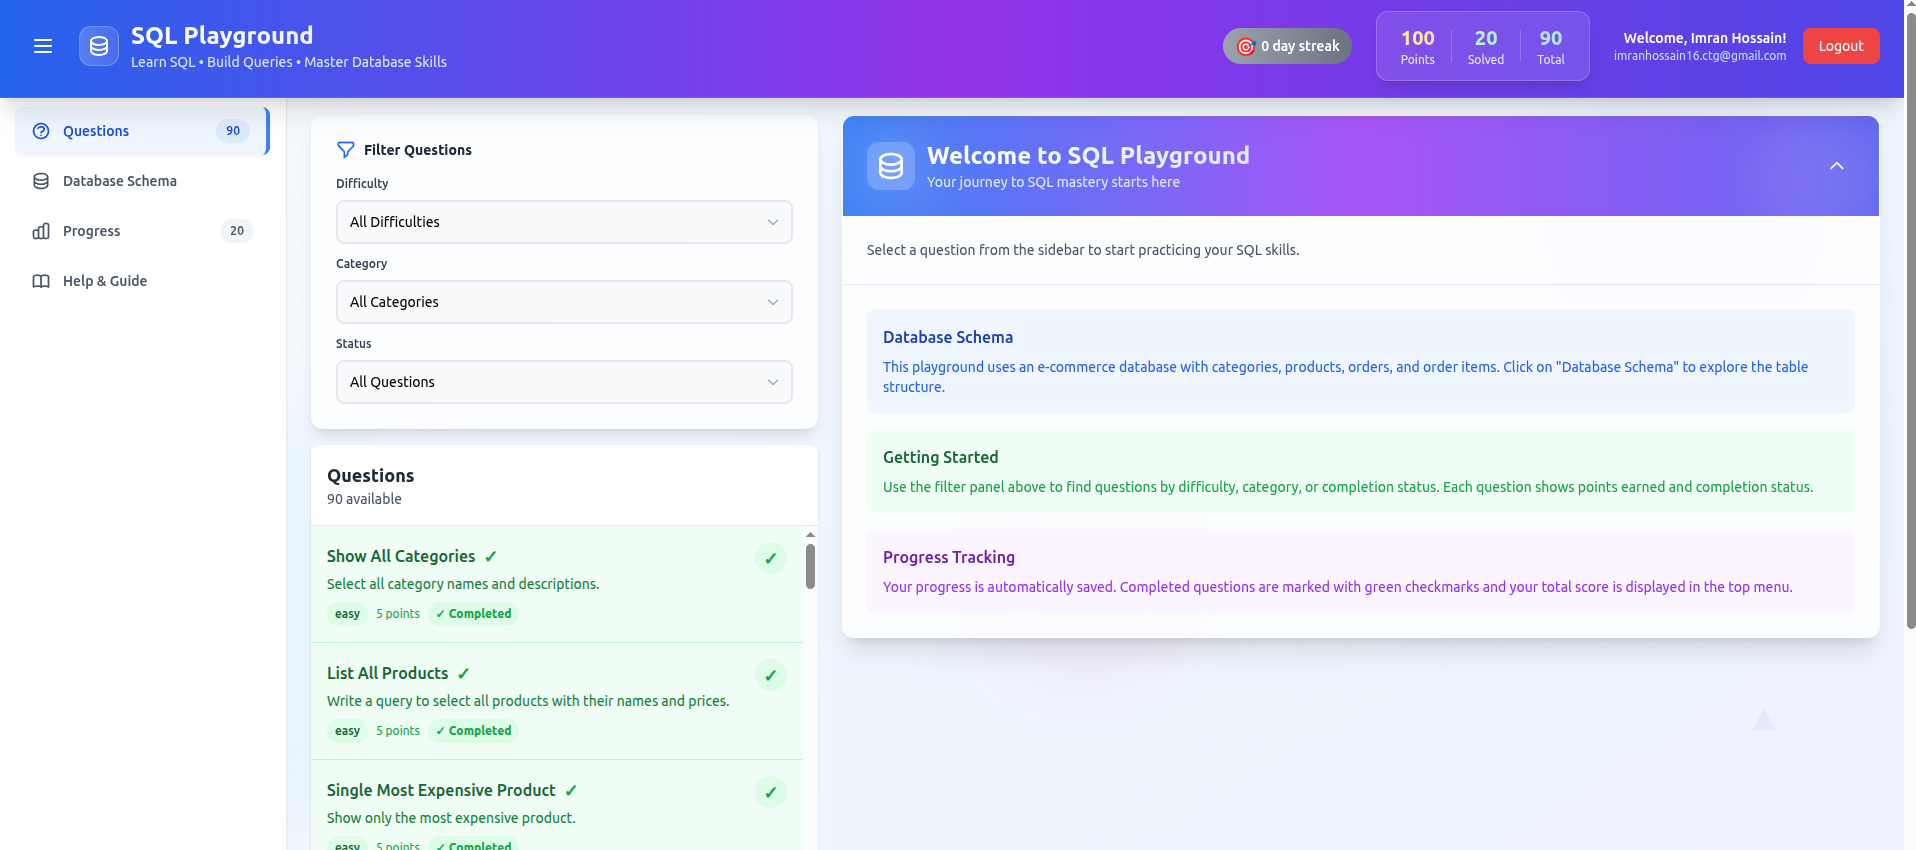 SQL Playground
Learn SQL • Build Queries • Master Database Skills
🎯 0 day streak
100
Points
20
Solved
90
Total
Welcome, Imran Hossain!
imranhossain16.ctg@gmail.com
Logout
Questions 90
Database Schema
Progress 20
Help & Guide
Filter Questions
Difficulty
All Difficulties
Category
All Categories
Status
All Questions
Questions
90 available
Show All Categories ✓
Select all category names and descriptions.
easy 5 points ✓ Completed
✓
List All Products ✓
Write a query to select all products with their names and prices.
easy 5 points ✓ Completed
✓
Single Most Expensive Product ✓
Show only the most expensive product.
easy 5 points ✓ Completed
✓
Welcome to SQL Playground
Your journey to SQL mastery starts here
Select a question from the sidebar to start practicing your SQL skills.
Database Schema
This playground uses an e-commerce database with categories, products, orders, and order items. Click on "Database Schema" to explore the table
structure.
Getting Started
Use the filter panel above to find questions by difficulty, category, or completion status. Each question shows points earned and completion status.
Progress Tracking
Your progress is automatically saved. Completed questions are marked with green checkmarks and your total score is displayed in the top menu.